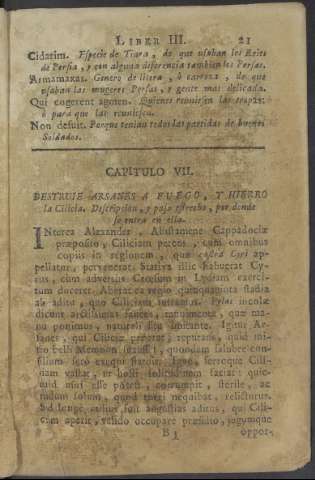 LIBER III. 21
Cidarim. Especie de Tiara, de que usaban los Reies
de Persia, y con alguna diferencia tambien los Persas.
Armamaxas. Genero de litera, ò carroza, de que
usaban las mugeres Persas, y gente mas delicada.
Qui cogerent agmen. Quienes reuniesen las tropas:
ò para que las reuniesen.
Non desuit. Porque tenian todos las partidas de buenos
Soldados.
CAPITULO VII.
DESTRUIE ARSANES A FUEGO, Y HIERRO
la Cilicia. Descripcion, y paso estrecho, por donde
se entra en ella.
INterea Alexander, Abistamene Cappadociæ
præposito, Ciliciam petens, cum omnibus
copiis in regionem, quæ castra Cyri ap-
pellatur, pervenerat. Stativa illic habuerat Cy-
rus, cum adversus Crœsum in Lydiam exerci-
tum duceret. Aberat ea regio quinquaginta stadia
ab aditu, quo Ciliciam intramus. Pylas incolæ
dicunt arctissimas fauces, munimenta, quæ ma-
nu ponimus, naturali situ imitante. Igitur Ar-
sanes, qui Ciliciæ præerat, reputans, quid ini-
tio belli Memnon suasisset, quondam salubre con-
silium sero exequi statuit. Igne, ferroque Cili-
ciam vastat, ut hosti solitudinem faciat: quic-
quid usui esse potest, corrumpit, sterile, ac
nudum solum, quod tueri nequibat, relicturus.
Sed longe utilius fuit angustias aditus, qui Cili-
ciam aperit, valido occupare præsidio, jugumque
B 3 oppor-